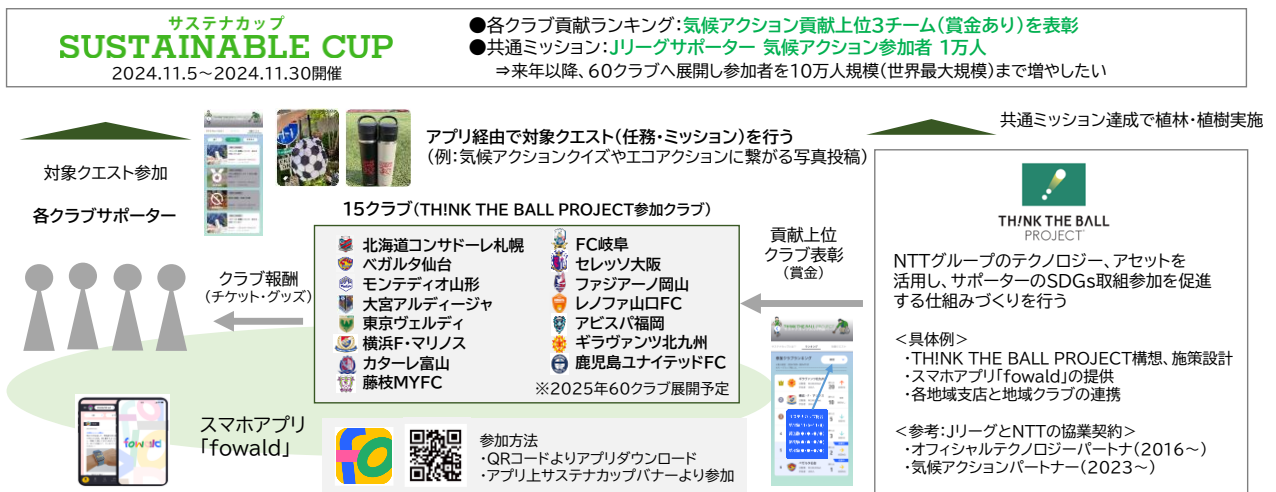 サステナカップ
SUSTAINABLE CUP
2024.11.5～2024.11.30開催
●各クラブ貢献ランキング：気候アクション貢献上位3チーム（賞金あり）を表彰
●共通ミッション：Jリーグサポーター 気候アクション参加者 1万人
⇒来年以降、60クラブへ展開し参加者を10万人規模（世界最大規模）まで増やしたい
対象クエスト参加
各クラブサポーター
アプリ経由で対象クエスト（任務・ミッション）を行う
（例：気候アクションクイズやエコアクションに繋がる写真投稿）
共通ミッション達成で植林・植樹実施
15クラブ（TH!NK THE BALL PROJECT参加クラブ）
北海道コンサドーレ札幌
ベガルタ仙台
モンテディオ山形
大宮アルディージャ
東京ヴェルディ
横浜F・マリノス
カターレ富山
藤枝MYFC
FC岐阜
セレッソ大阪
ファジアーノ岡山
レノファ山口FC
アビスパ福岡
ギラヴァンツ北九州
鹿児島ユナイテッドFC
※2025年60クラブ展開予定
クラブ報酬
（チケット・グッズ）
貢献上位
クラブ表彰
（賞金）
TH!NK THE BALL
PROJECT
NTTグループのテクノロジー、アセットを
活用し、サポーターのSDGs取組参加を促進
する仕組みづくりを行う
＜具体例＞
・TH!NK THE BALL PROJECT構想、施策設計
・スマホアプリ「fowald」の提供
・各地域支店と地域クラブの連携
＜参考：JリーグとNTTの協業契約＞
・オフィシャルテクノロジーパートナ（2016～）
・気候アクションパートナー（2023～）
fowald
スマホアプリ
「fowald」
fo
参加方法
・QRコードよりアプリダウンロード
・アプリ上サステナカップバナーより参加